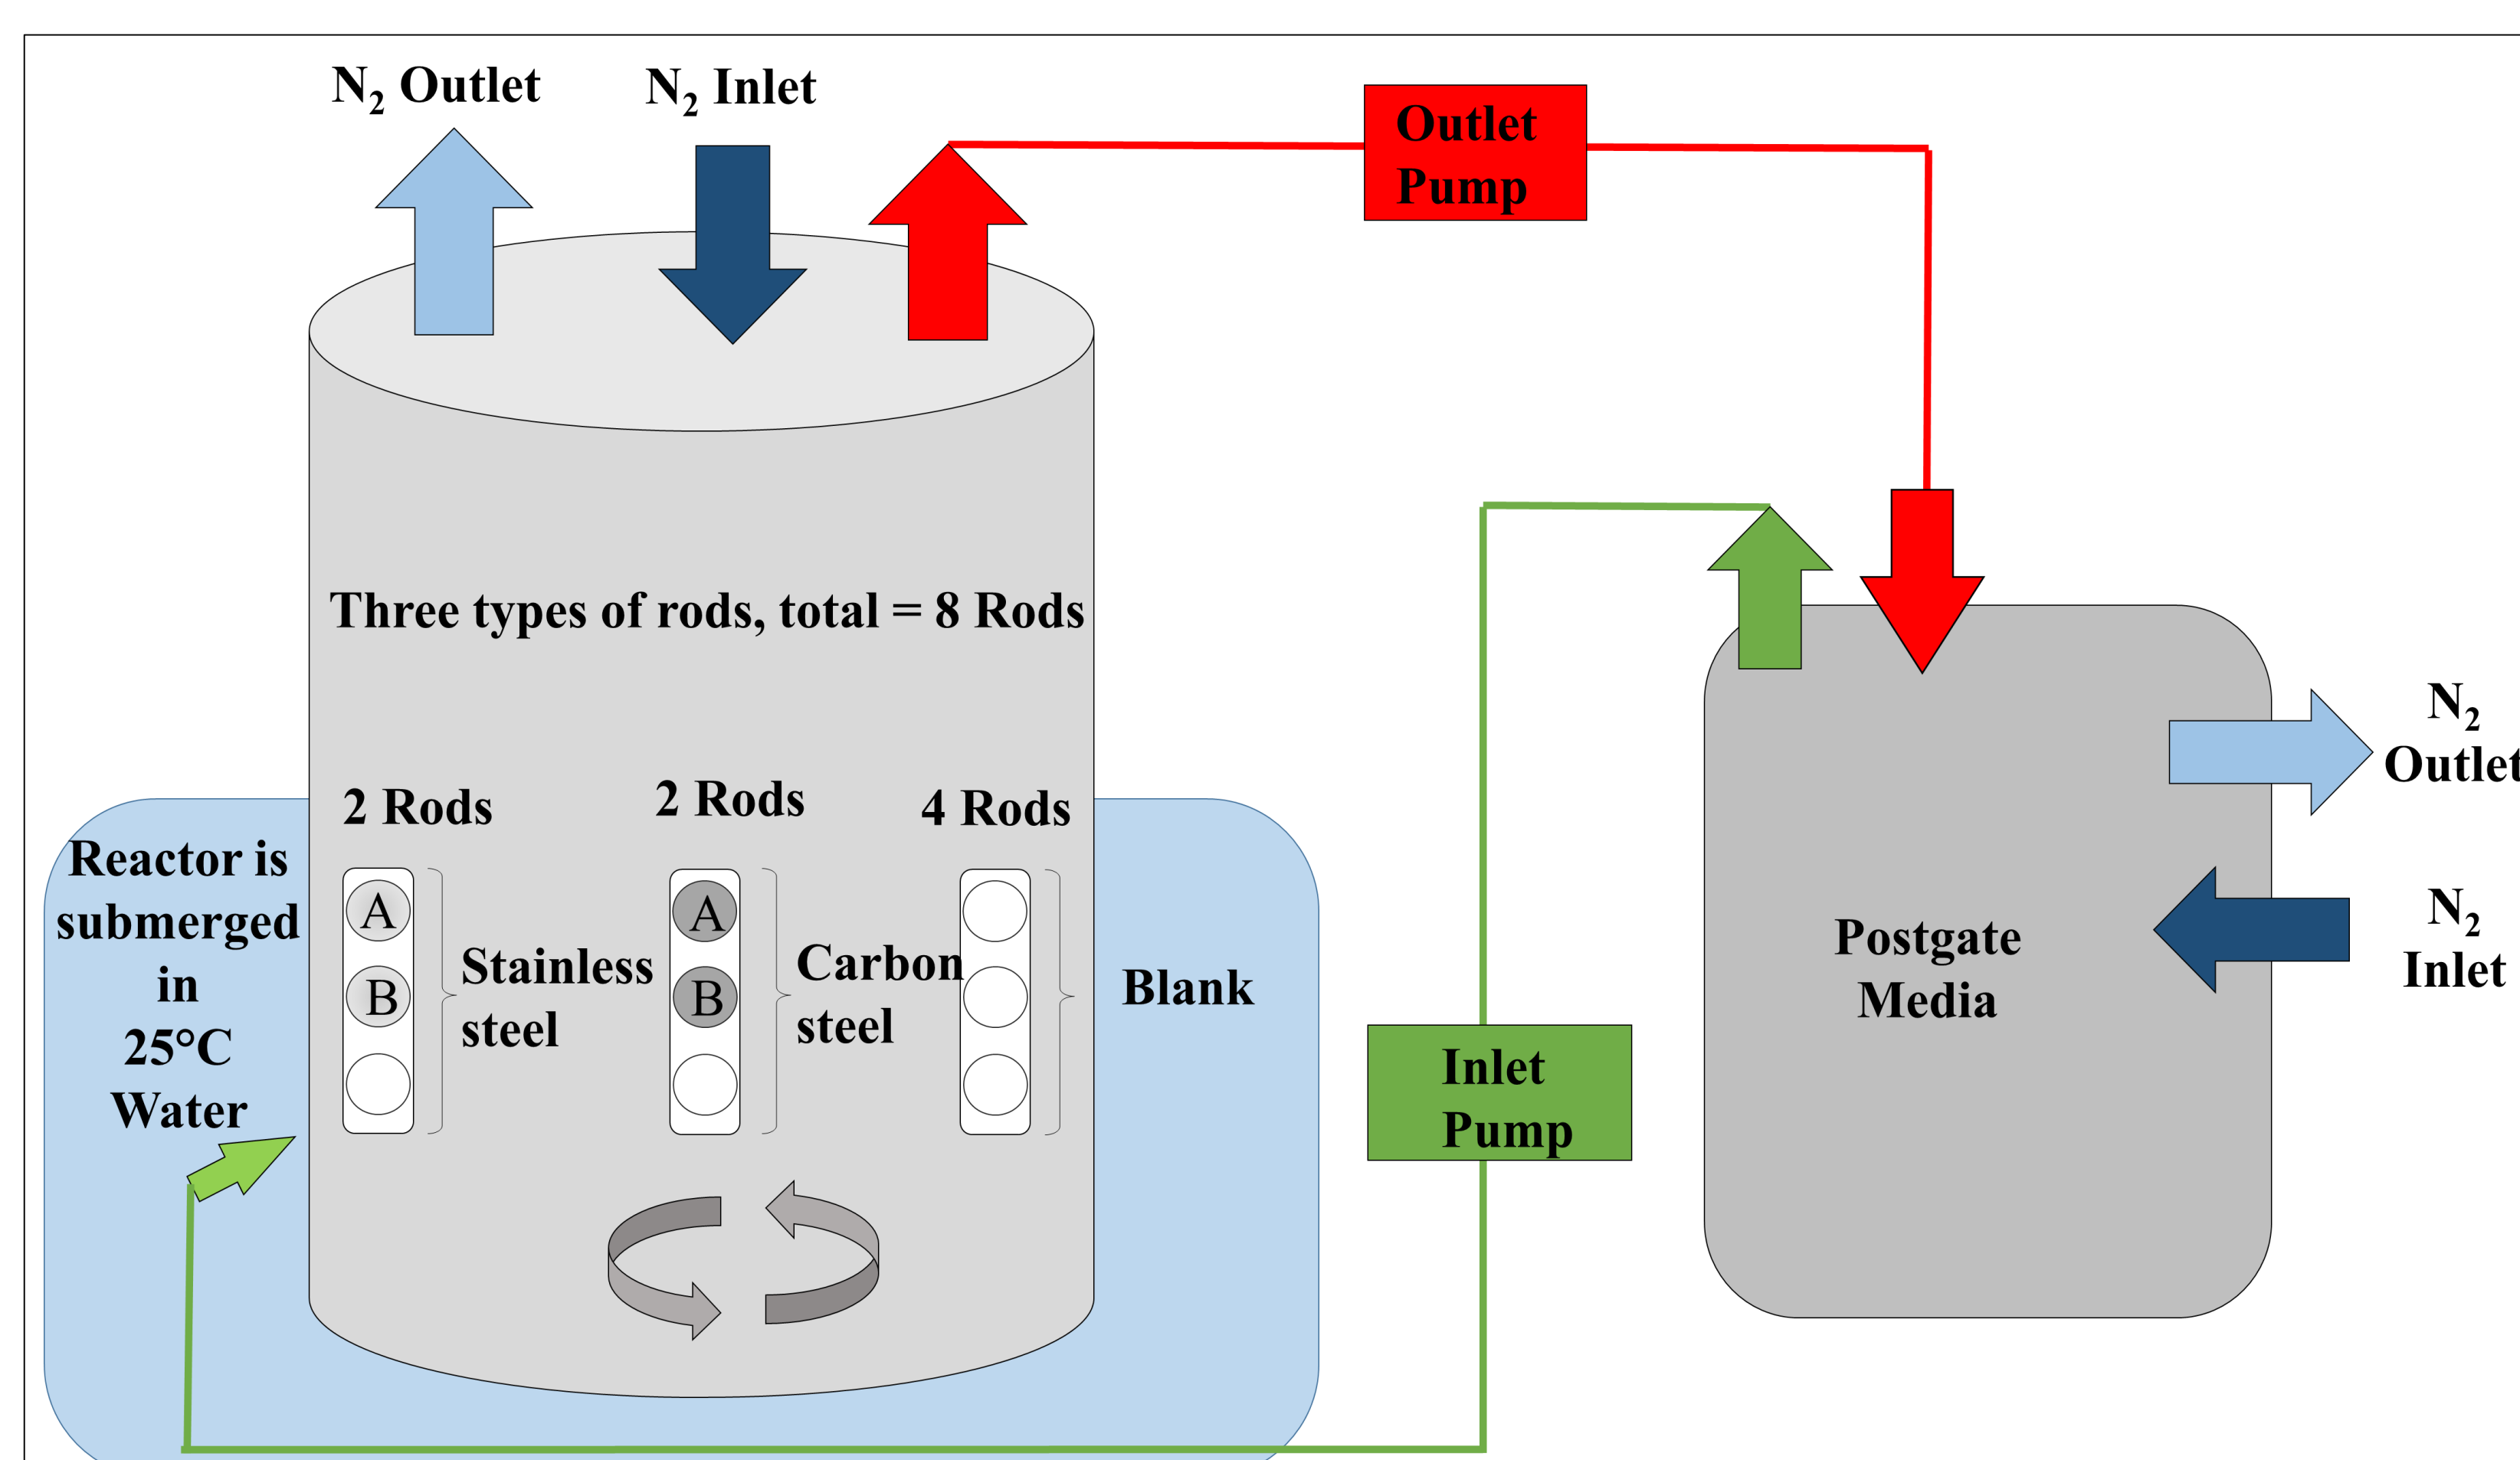 N2 Outlet
N2 Inlet
Outlet
Pump
Three types of rods, total = 8 Rods
2 Rods
2 Rods
4 Rods
Reactor is
submerged
in
25°C
Water
A
B
Stainless
steel
A
B
Carbon
steel
Blank
Inlet
Pump
Postgate
Media
N2
Outlet
N2
Inlet